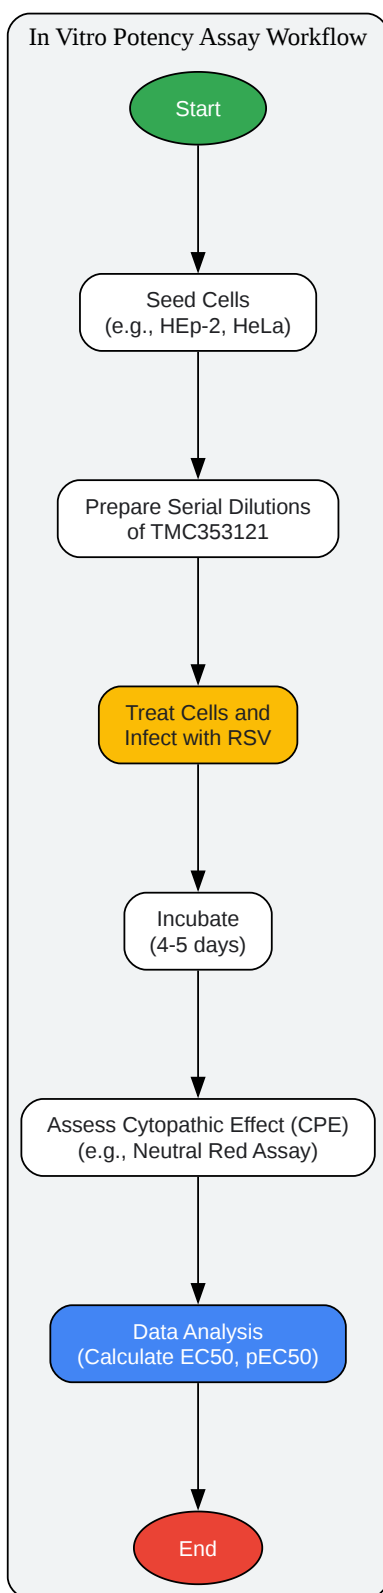 In Vitro Potency Assay Workflow
Start
Seed Cells
(e.g., HEp-2, HeLa)
Prepare Serial Dilutions
of TMC353121
Treat Cells and
Infect with RSV
Incubate
(4-5 days)
Assess Cytopathic Effect (CPE)
(e.g., Neutral Red Assay)
Data Analysis
(Calculate EC50, pEC50)
End